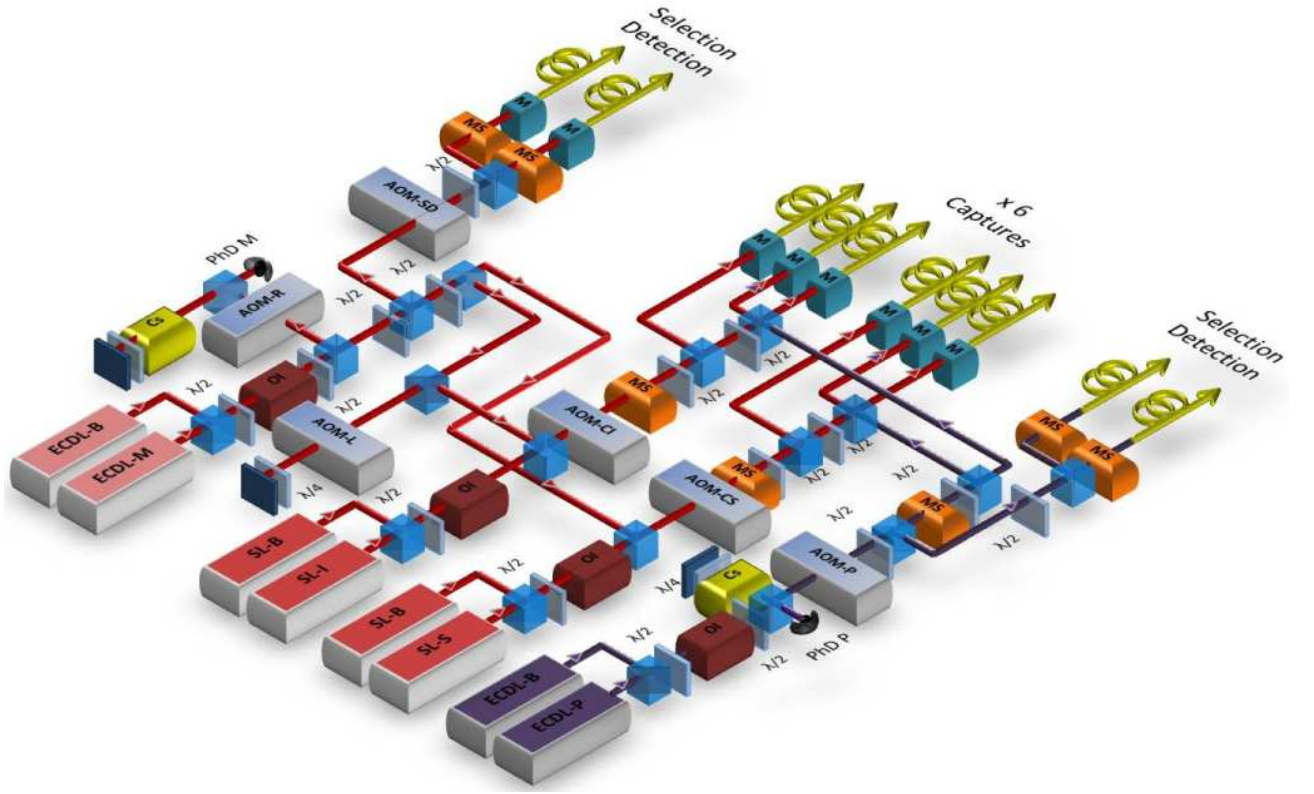 Selection
Detection
M
M
MS
MS
λ/2
AOM-SD
x 6
Captures
PhD M
λ/2
λ/2
AOM-R
Cs
M
M
M
M
M
M
Selection
Detection
λ/2
OI
λ/2
AOM-L
MS
λ/2
λ/2
AOM-CI
MS
MS
ECDL-B
ECDL-M
λ/4
λ/2
OI
MS
λ/2
λ/2
λ/2
AOM-CS
MS
λ/2
λ/2
SL-B
SL-I
λ/2
OI
λ/4
Cs
AOM-P
SL-B
SL-S
λ/2
OI
λ/2
PhD P
ECDL-B
ECDL-P